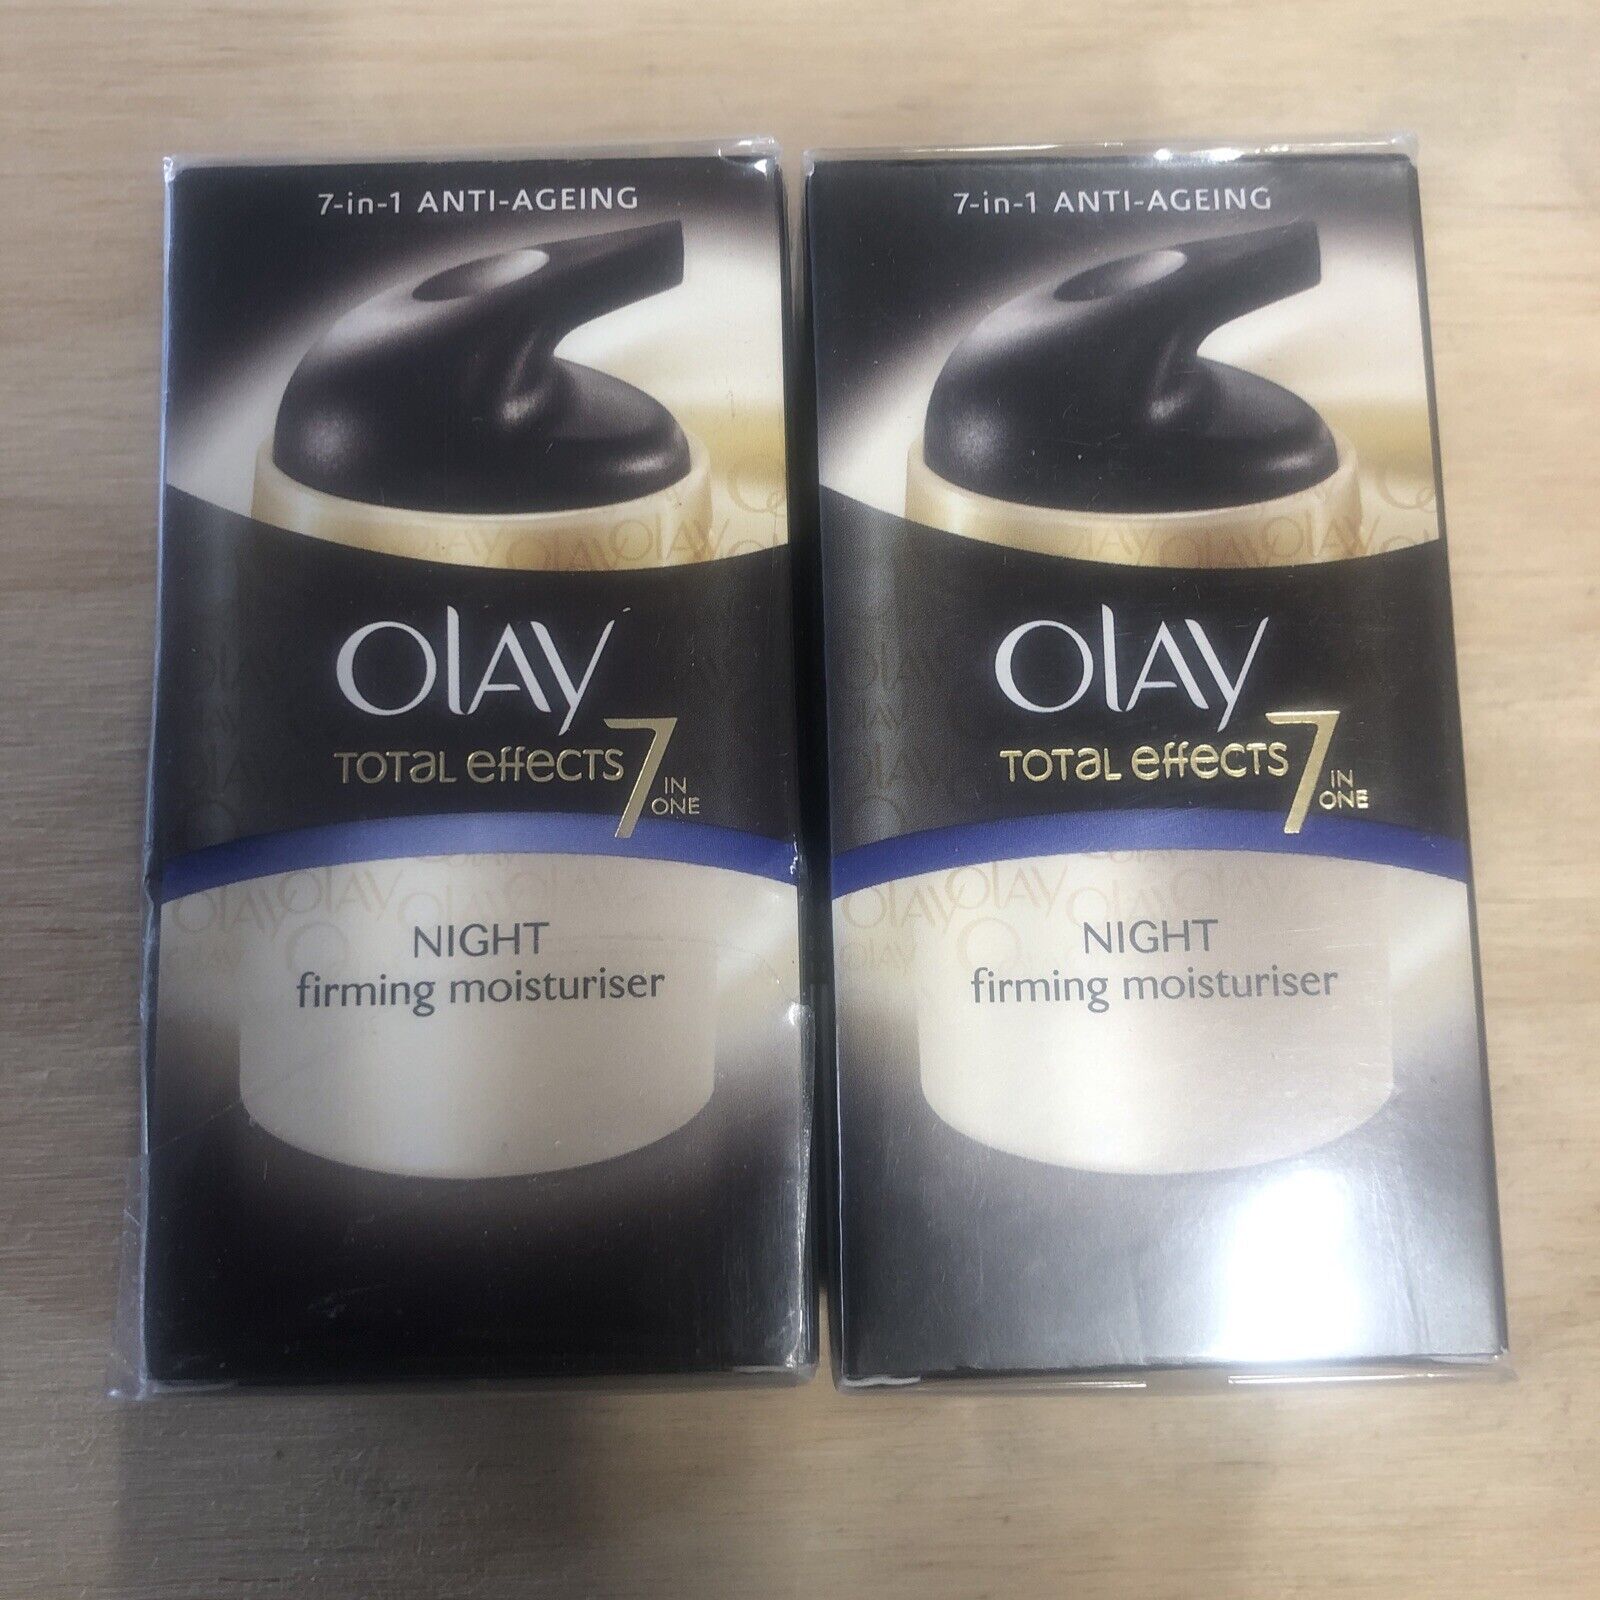 7-in-1 ANTI-AGEING
OLAY
TOTAL effects 7 IN ONE
NIGHT
firming moisturiser
7-in-1 ANTI-AGEING
OLAY
TOTAL effects 7 IN ONE
NIGHT
firming moisturiser